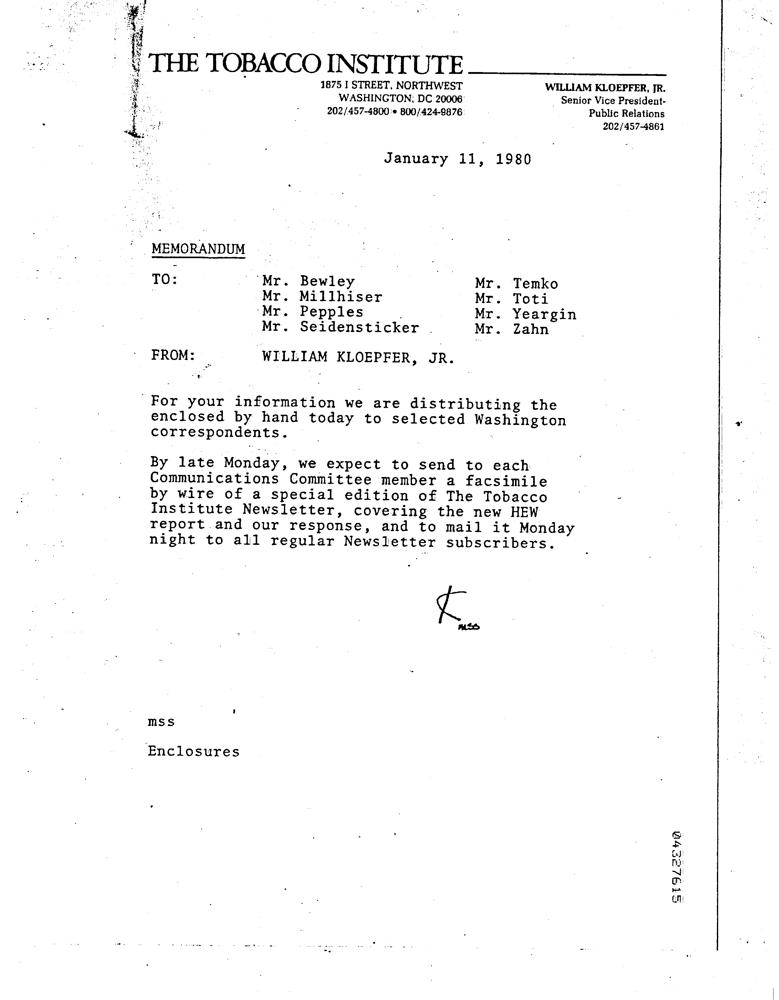 THE TOBACCO INSTITUTE
1875 I STREET, NORTHWEST
WASHINGTON, DC 20006
202/457-4800 • 800/424-9876
WILLIAM KLOEPFER, JR.
Senior Vice President-
Public Relations
202/457-4861
January 11, 1980
MEMORANDUM
TO: Mr. Bewley Mr. Temko
Mr. Millhiser Mr. Toti
Mr. Pepples Mr. Yeargin
Mr. Seidensticker Mr. Zahn
FROM: WILLIAM KLOEPFER, JR.
For your information we are distributing the
enclosed by hand today to selected Washington
correspondents.
By late Monday, we expect to send to each
Communications Committee member a facsimile
by wire of a special edition of The Tobacco
Institute Newsletter, covering the new HEW
report and our response, and to mail it Monday
night to all regular Newsletter subscribers.
K
mss
mss
Enclosures
04327615